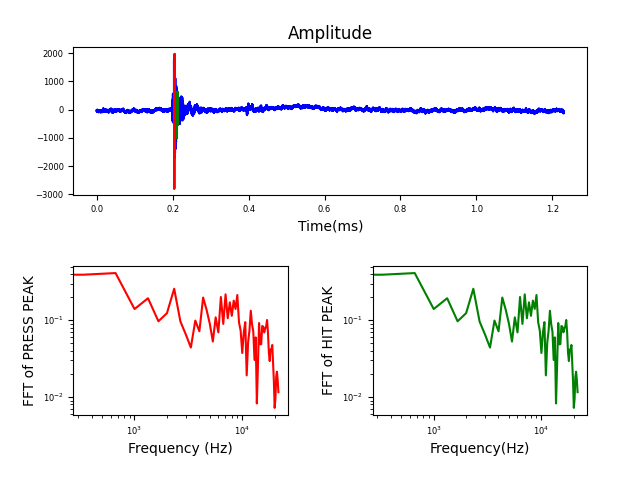 Amplitude
2000
1000
0
−1000
−2000
−3000
0.0 0.2 0.4 0.6 0.8 1.0 1.2
Time(ms)
FFT of PRESS PEAK
10⁻¹
10⁻²
10³ 10⁴
Frequency (Hz)
FFT of HIT PEAK
10⁻¹
10⁻²
10³ 10⁴
Frequency(Hz)